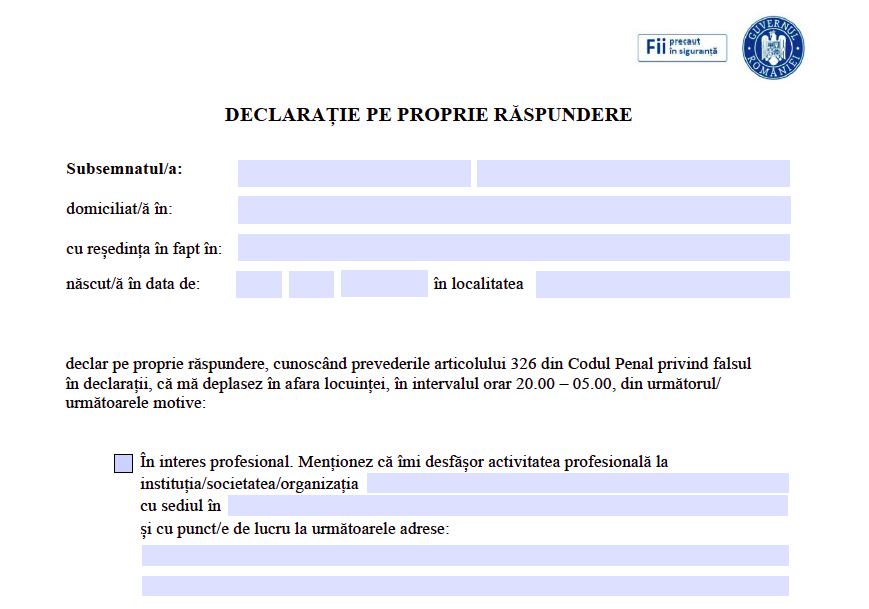 Fii precaut
în siguranță
GUVERNUL ROMÂNIEI
DECLARAȚIE PE PROPRIE RĂSPUNDERE
Subsemnatul/a:
domiciliat/ă în:
cu reședința în fapt în:
născut/ă în data de: în localitatea
declar pe proprie răspundere, cunoscând prevederile articolului 326 din Codul Penal privind falsul
în declarații, că mă deplasez în afara locuinței, în intervalul orar 20.00 – 05.00, din următorul/
următoarele motive:
În interes profesional. Menționez că îmi desfășor activitatea profesională la
instituția/societatea/organizația
cu sediul în
și cu punct/e de lucru la următoarele adrese: